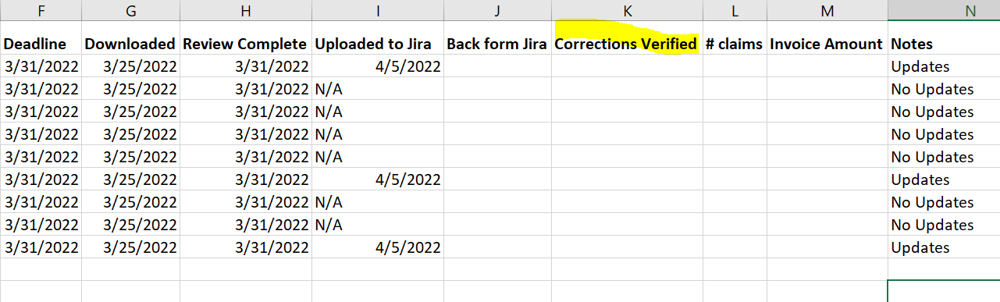 F G H I J K L M N
Deadline Downloaded Review Complete Uploaded to Jira Back form Jira Corrections Verified # claims Invoice Amount Notes
3/31/2022 3/25/2022 3/31/2022 4/5/2022 Updates
3/31/2022 3/25/2022 3/31/2022 N/A No Updates
3/31/2022 3/25/2022 3/31/2022 N/A No Updates
3/31/2022 3/25/2022 3/31/2022 N/A No Updates
3/31/2022 3/25/2022 3/31/2022 N/A No Updates
3/31/2022 3/25/2022 3/31/2022 4/5/2022 Updates
3/31/2022 3/25/2022 3/31/2022 N/A No Updates
3/31/2022 3/25/2022 3/31/2022 N/A No Updates
3/31/2022 3/25/2022 3/31/2022 4/5/2022 Updates